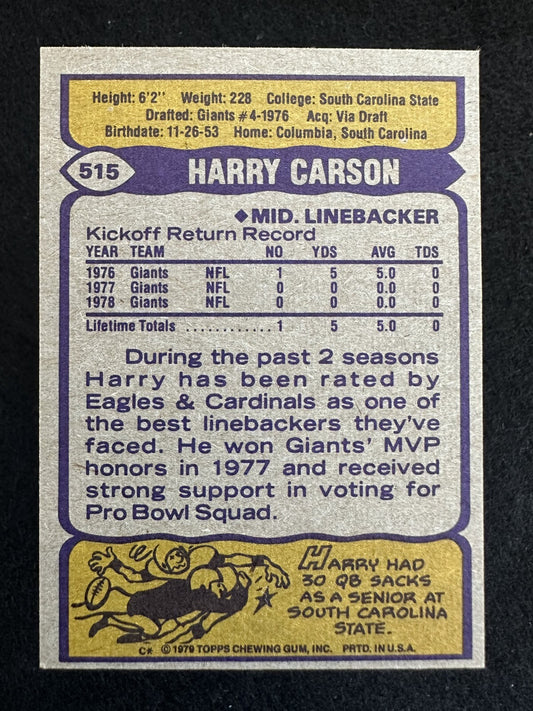 Height: 6'2" Weight: 228 College: South Carolina State
Drafted: Giants #4-1976 Acq: Via Draft
Birthdate: 11-26-53 Home: Columbia, South Carolina
515 HARRY CARSON
◆MID. LINEBACKER
Kickoff Return Record
YEAR TEAM NO YDS AVG TDS
1976 Giants NFL 1 5 5.0 0
1977 Giants NFL 0 0 0.0 0
1978 Giants NFL 0 0 0.0 0
Lifetime Totals ............ 1 5 5.0 0
During the past 2 seasons
Harry has been rated by
Eagles & Cardinals as one of
the best linebackers they've
faced. He won Giants' MVP
honors in 1977 and received
strong support in voting for
Pro Bowl Squad.
HARRY HAD
30 QB SACKS
AS A SENIOR AT
SOUTH CAROLINA
STATE.
C* © 1979 TOPPS CHEWING GUM, INC. PRTD. IN U.S.A.